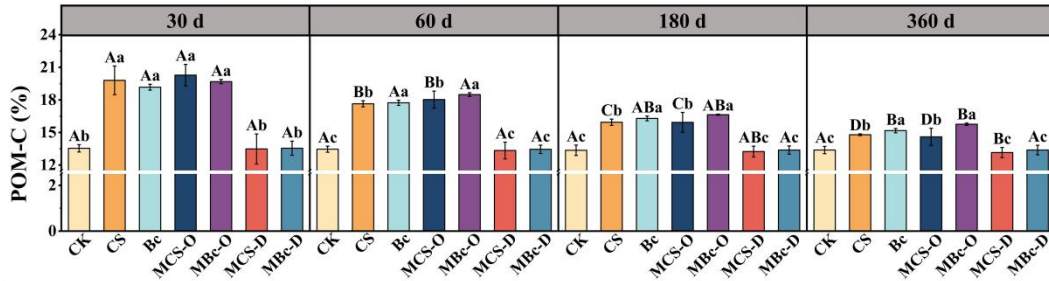 30 d 60 d 180 d 360 d
POM-C (%)
24
21
18
15
12
2
0
Ab Aa Aa Aa Aa Ab Ab
Ac Bb Aa Bb Aa Ac Ac
Ac Cb ABa Cb ABa ABc Ac
Ac Db Ba Db Ba Bc Ac
CK CS Bc MCS-O MBc-O MCS-D MBc-D
CK CS Bc MCS-O MBc-O MCS-D MBc-D
CK CS Bc MCS-O MBc-O MCS-D MBc-D
CK CS Bc MCS-O MBc-O MCS-D MBc-D